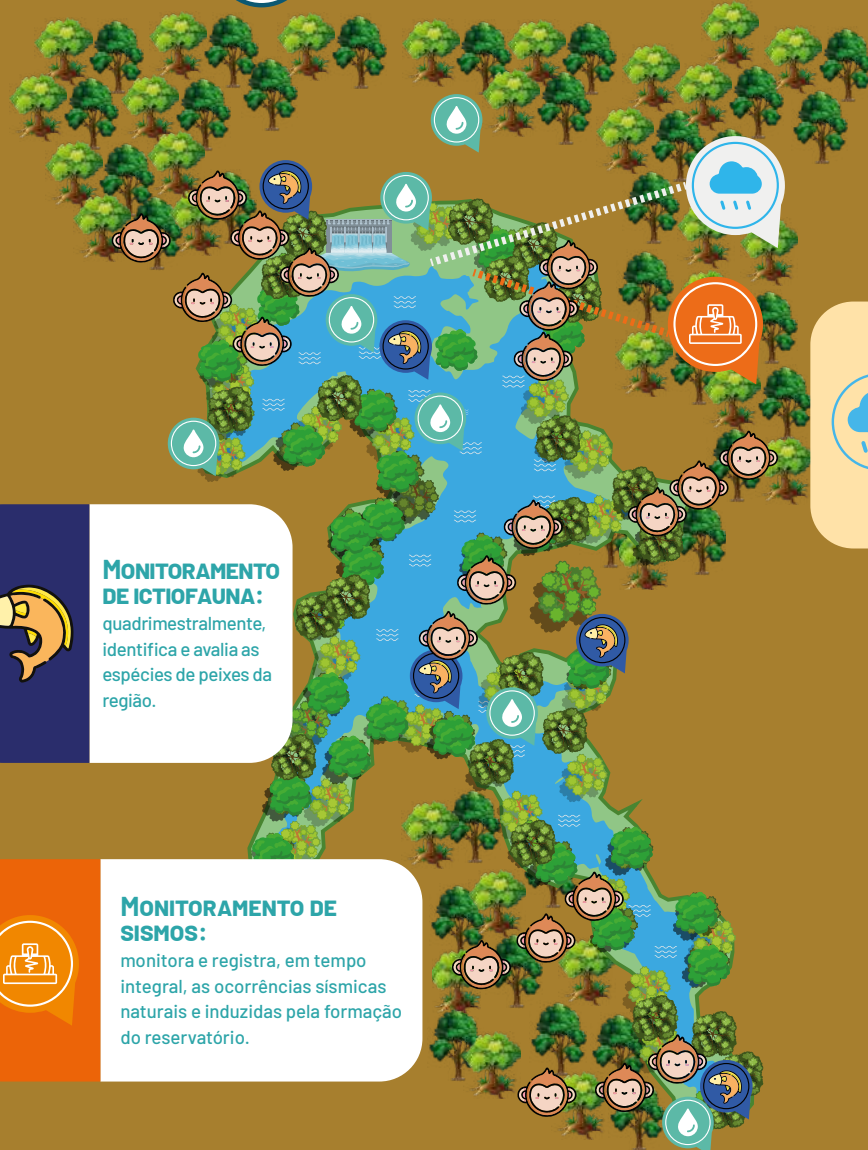 MONITORAMENTO
DE ICTIOFAUNA:
quadrimestralmente,
identifica e avalia as
espécies de peixes da
região.
MONITORAMENTO DE
SISMOS:
monitora e registra, em tempo
integral, as ocorrências sísmicas
naturais e induzidas pela formação
do reservatório.